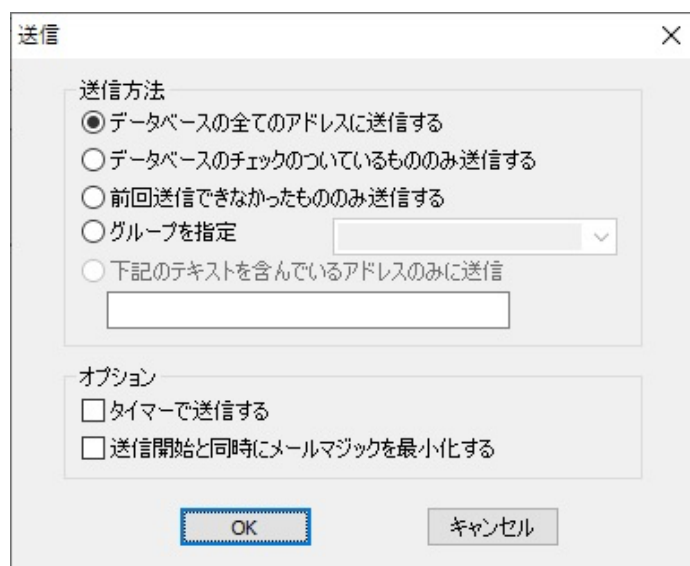 送信
送信方法
データベースの全てのアドレスに送信する
データベースのチェックのついているもののみ送信する
前回送信できなかったもののみ送信する
グループを指定
下記のテキストを含んでいるアドレスのみに送信
オプション
タイマーで送信する
送信開始と同時にメールマジックを最小化する
OK
キャンセル